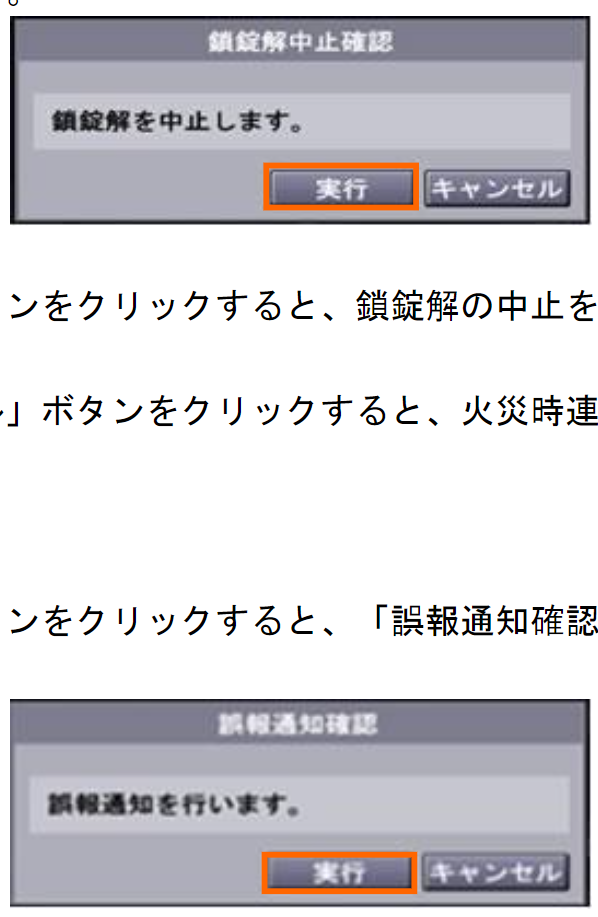 。
鎖錠解中止確認
鎖錠解を中止します。
実行 キャンセル
ンをクリックすると、鎖錠解の中止を
」ボタンをクリックすると、火災時連
ンをクリックすると、「誤報通知確認
誤報通知確認
誤報通知を行います。
実行 キャンセル